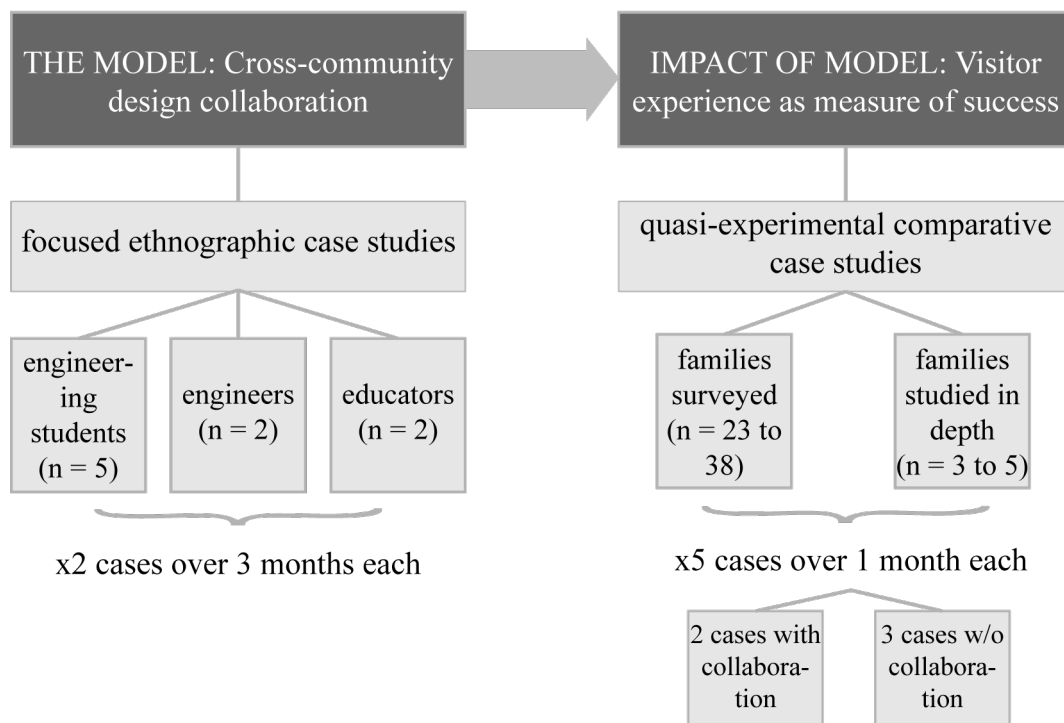 THE MODEL: Cross-community
design collaboration
IMPACT OF MODEL: Visitor
experience as measure of success
focused ethnographic case studies
quasi-experimental comparative
case studies
engineer-
ing
students
(n = 5)
engineers
(n = 2)
educators
(n = 2)
families
surveyed
(n = 23 to
38)
families
studied in
depth
(n = 3 to 5)
x2 cases over 3 months each
x5 cases over 1 month each
2 cases with
collabora-
tion
3 cases w/o
collabora-
tion